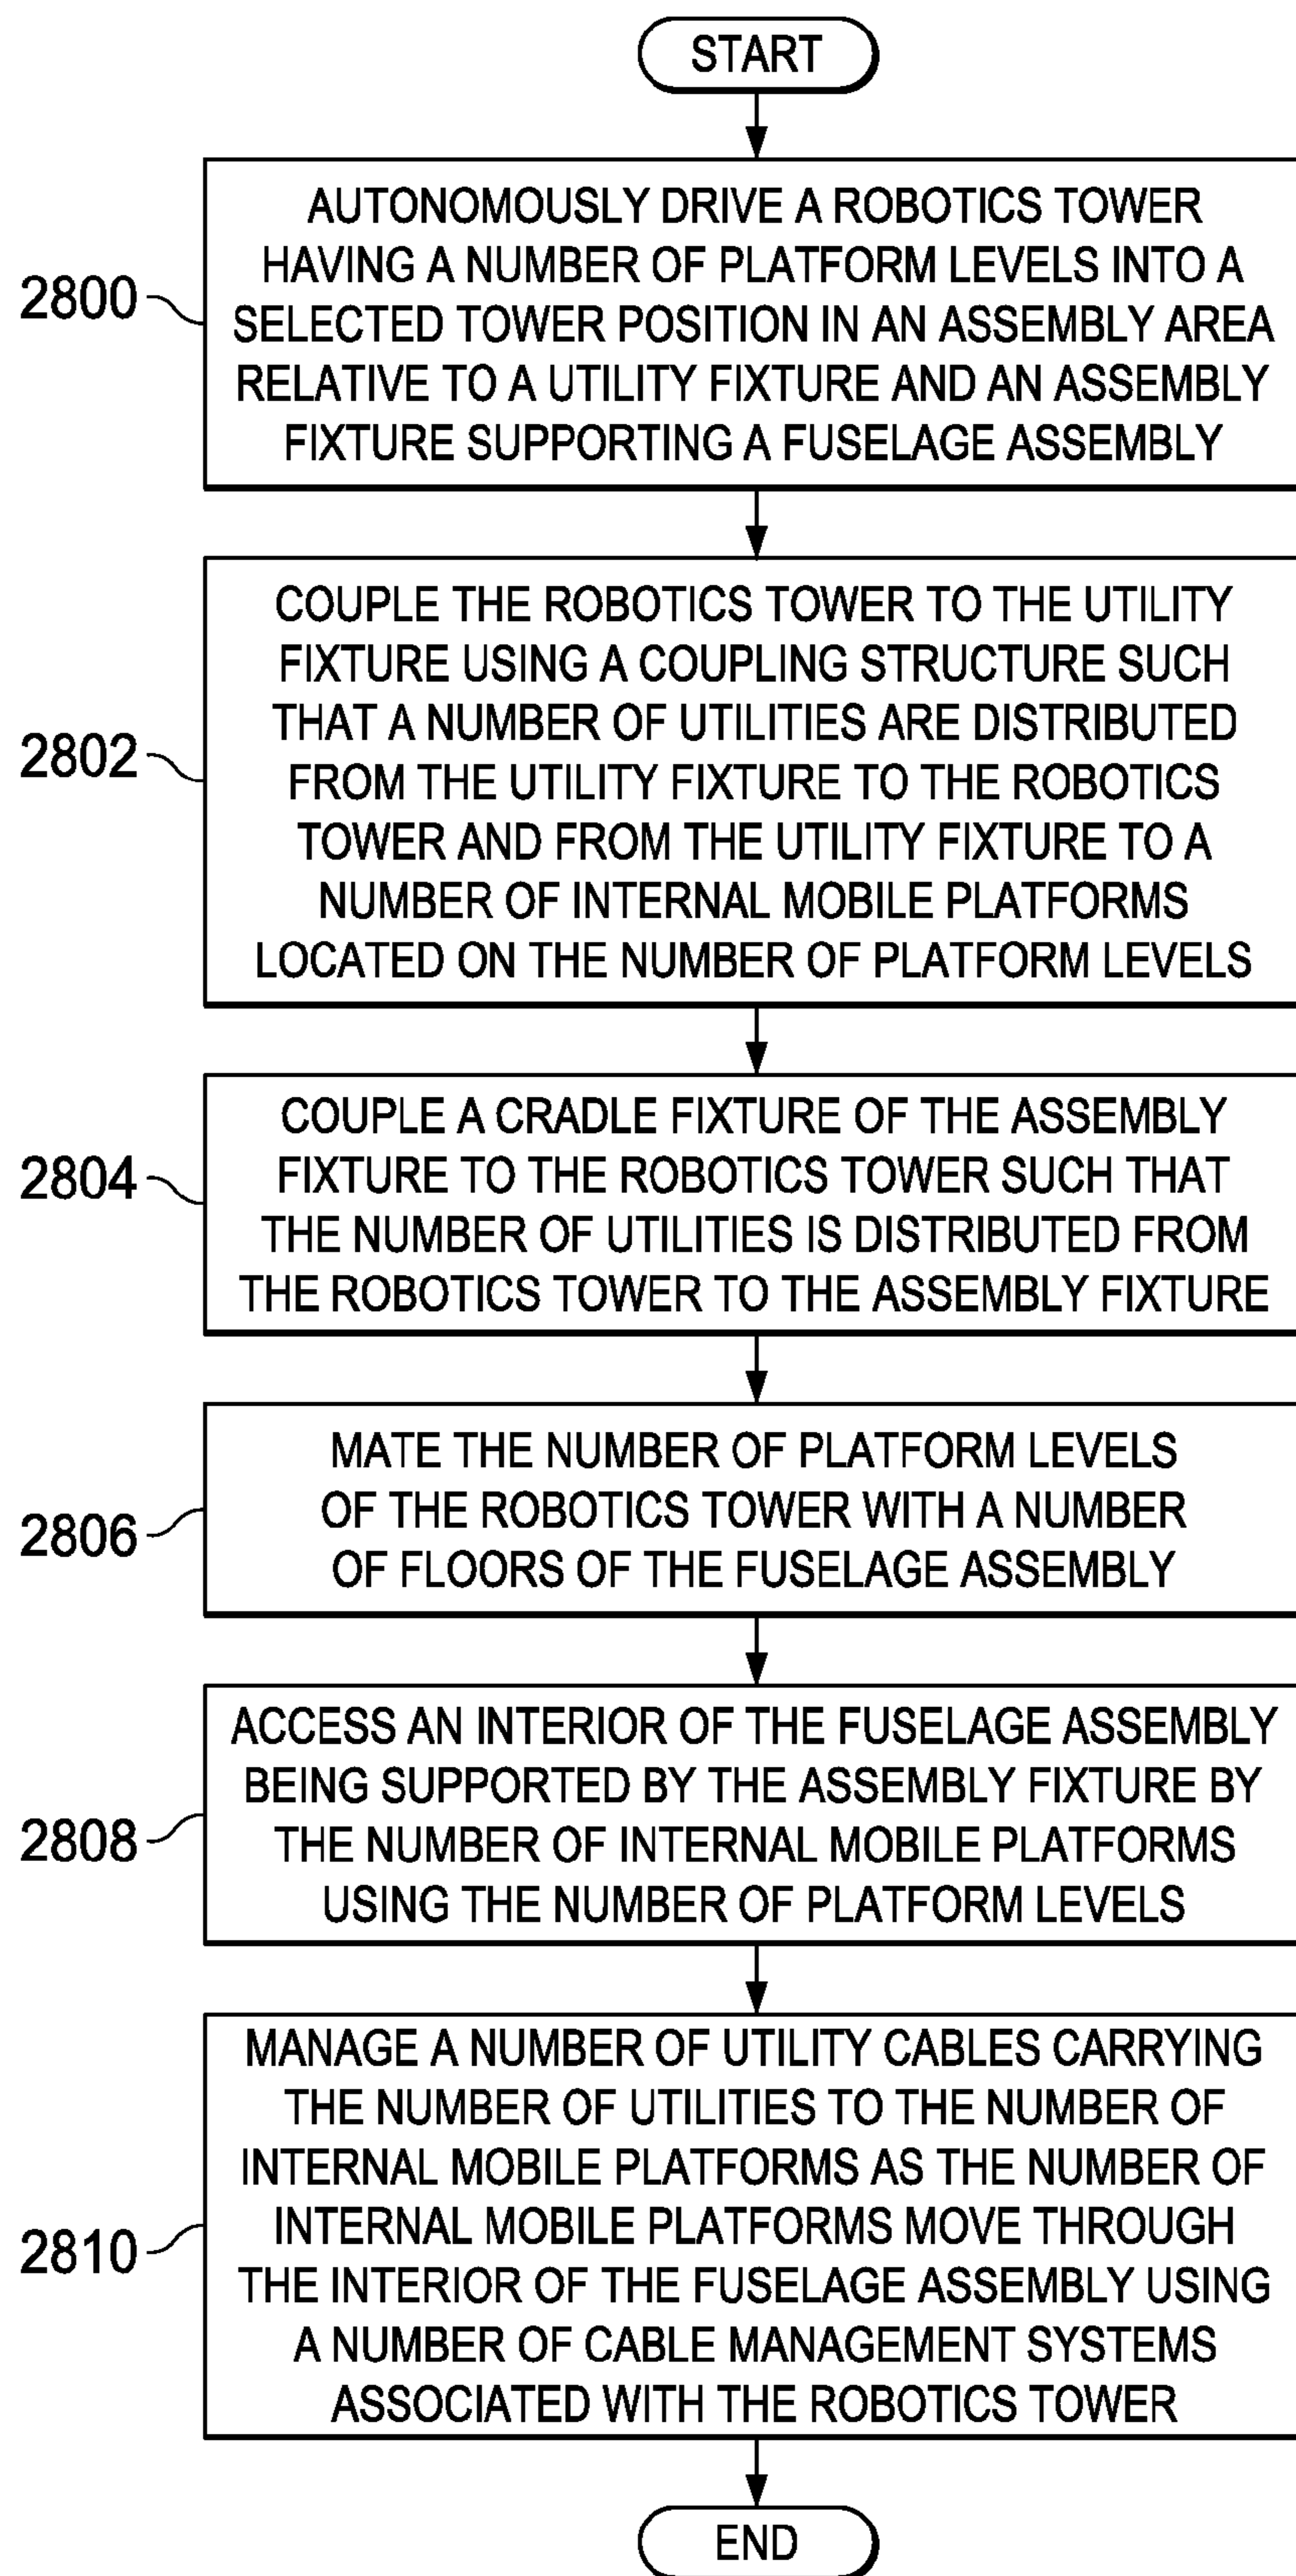 START
2800
AUTONOMOUSLY DRIVE A ROBOTICS TOWER
HAVING A NUMBER OF PLATFORM LEVELS INTO A
SELECTED TOWER POSITION IN AN ASSEMBLY AREA
RELATIVE TO A UTILITY FIXTURE AND AN ASSEMBLY
FIXTURE SUPPORTING A FUSELAGE ASSEMBLY
2802
COUPLE THE ROBOTICS TOWER TO THE UTILITY
FIXTURE USING A COUPLING STRUCTURE SUCH
THAT A NUMBER OF UTILITIES ARE DISTRIBUTED
FROM THE UTILITY FIXTURE TO THE ROBOTICS
TOWER AND FROM THE UTILITY FIXTURE TO A
NUMBER OF INTERNAL MOBILE PLATFORMS
LOCATED ON THE NUMBER OF PLATFORM LEVELS
2804
COUPLE A CRADLE FIXTURE OF THE ASSEMBLY
FIXTURE TO THE ROBOTICS TOWER SUCH THAT
THE NUMBER OF UTILITIES IS DISTRIBUTED FROM
THE ROBOTICS TOWER TO THE ASSEMBLY FIXTURE
2806
MATE THE NUMBER OF PLATFORM LEVELS
OF THE ROBOTICS TOWER WITH A NUMBER
OF FLOORS OF THE FUSELAGE ASSEMBLY
2808
ACCESS AN INTERIOR OF THE FUSELAGE ASSEMBLY
BEING SUPPORTED BY THE ASSEMBLY FIXTURE BY
THE NUMBER OF INTERNAL MOBILE PLATFORMS
USING THE NUMBER OF PLATFORM LEVELS
2810
MANAGE A NUMBER OF UTILITY CABLES CARRYING
THE NUMBER OF UTILITIES TO THE NUMBER OF
INTERNAL MOBILE PLATFORMS AS THE NUMBER OF
INTERNAL MOBILE PLATFORMS MOVE THROUGH
THE INTERIOR OF THE FUSELAGE ASSEMBLY USING
A NUMBER OF CABLE MANAGEMENT SYSTEMS
ASSOCIATED WITH THE ROBOTICS TOWER
END